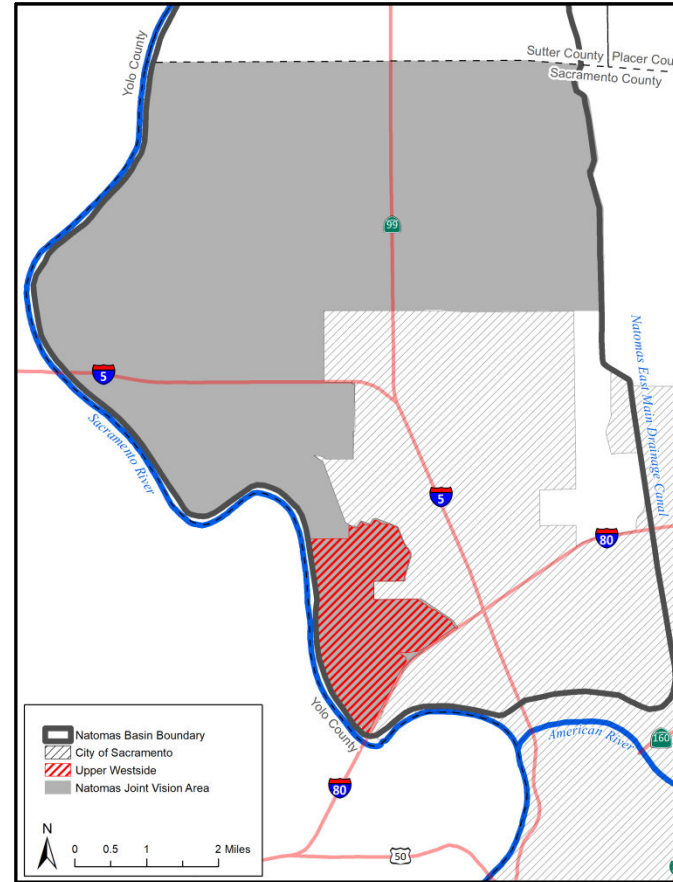 Yolo County
Sutter County
Placer Cou
Sacramento County
99
Natomas East Main Drainage Canal
5
Sacramento River
5
80
Yolo County
American River
160
80
50
Natomas Basin Boundary
City of Sacramento
Upper Westside
Natomas Joint Vision Area
N
0 0.5 1 2 Miles